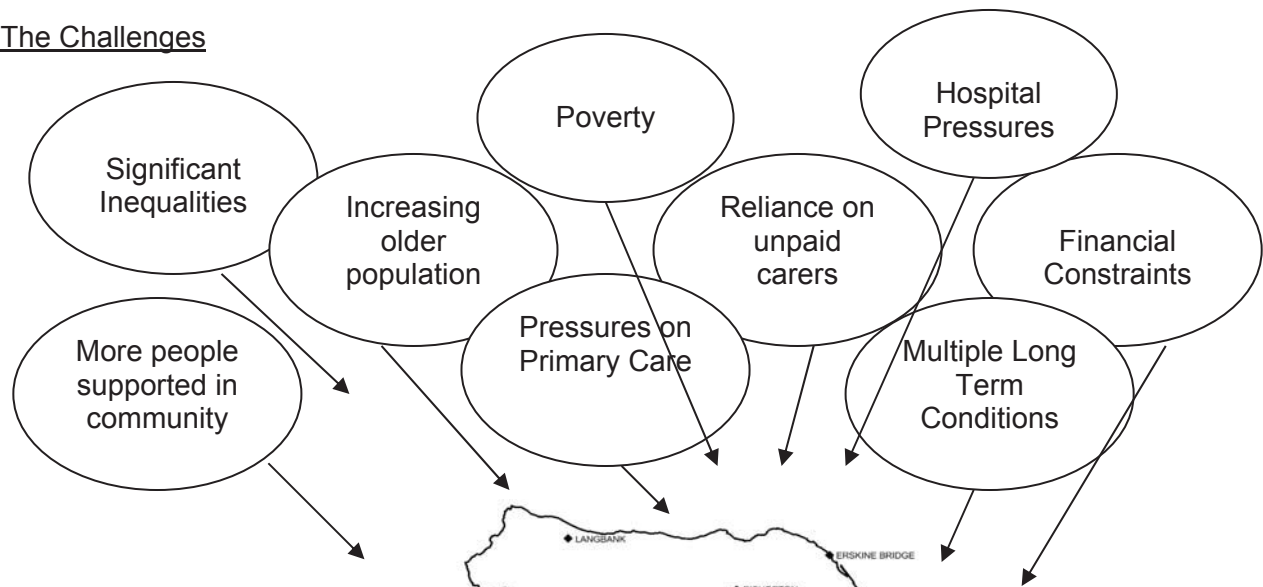 The Challenges
Poverty
Hospital
Pressures
Significant
Inequalities
Increasing
older
population
Reliance on
unpaid
carers
Financial
Constraints
Pressures on
Primary Care
More people
supported in
community
Multiple Long
Term
Conditions
LANGBANK
ERSKINE BRIDGE